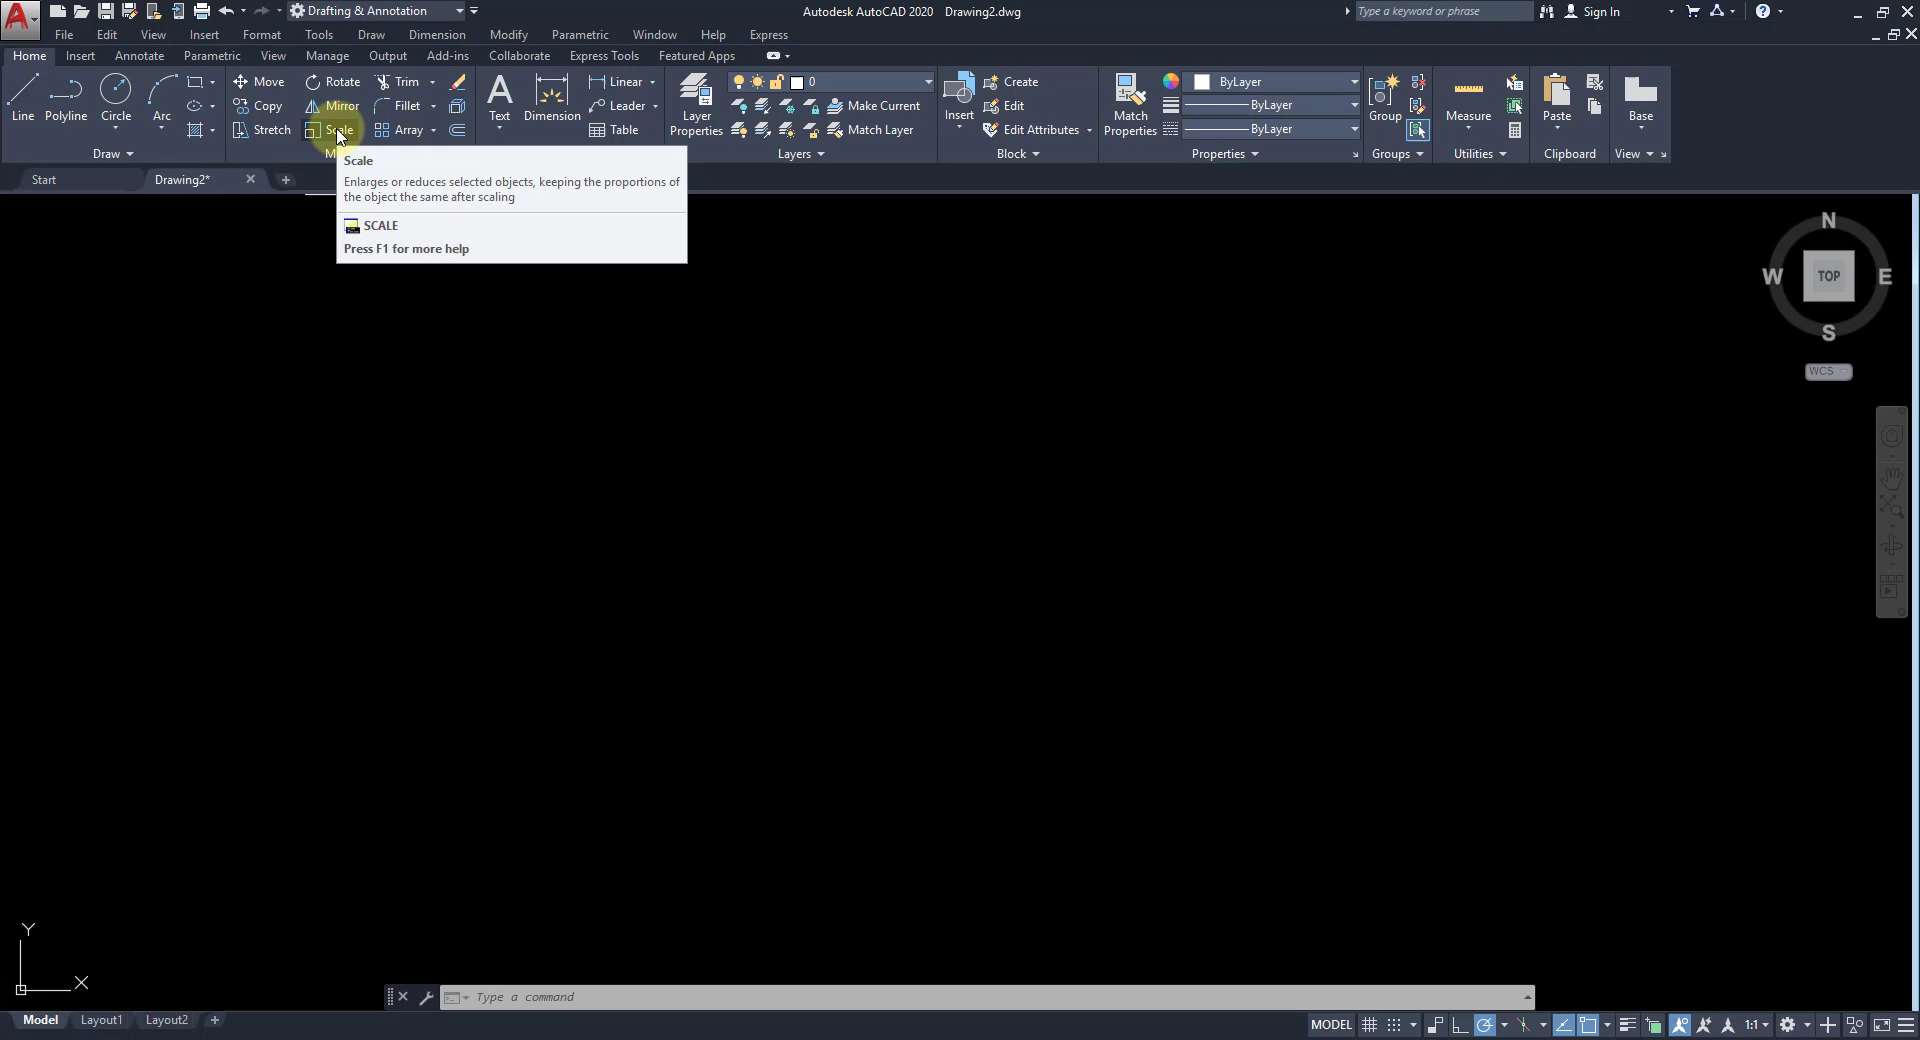 Drafting & Annotation
Autodesk AutoCAD 2020 Drawing2.dwg
Type a keyword or phrase
Sign In
File Edit View Insert Format Tools Draw Dimension Modify Parametric Window Help Express
Home Insert Annotate Parametric View Manage Output Add-ins Collaborate Express Tools Featured Apps
Line Polyline Circle Arc
Draw
Move Rotate Trim
Copy Mirror Fillet
Stretch Scale Array
M
Text Dimension
Linear
Leader
Table
Layer Properties
0
Make Current
Match Layer
Layers
Insert
Create
Edit
Edit Attributes
Block
Match Properties
ByLayer
ByLayer
ByLayer
Properties
Group
Groups
Measure
Utilities
Paste
Clipboard
Base
View
Start Drawing2*
Scale
Enlarges or reduces selected objects, keeping the proportions of
the object the same after scaling
SCALE
Press F1 for more help
N
W TOP E
S
WCS
Y
X
Type a command
Model Layout1 Layout2
MODEL 1:1